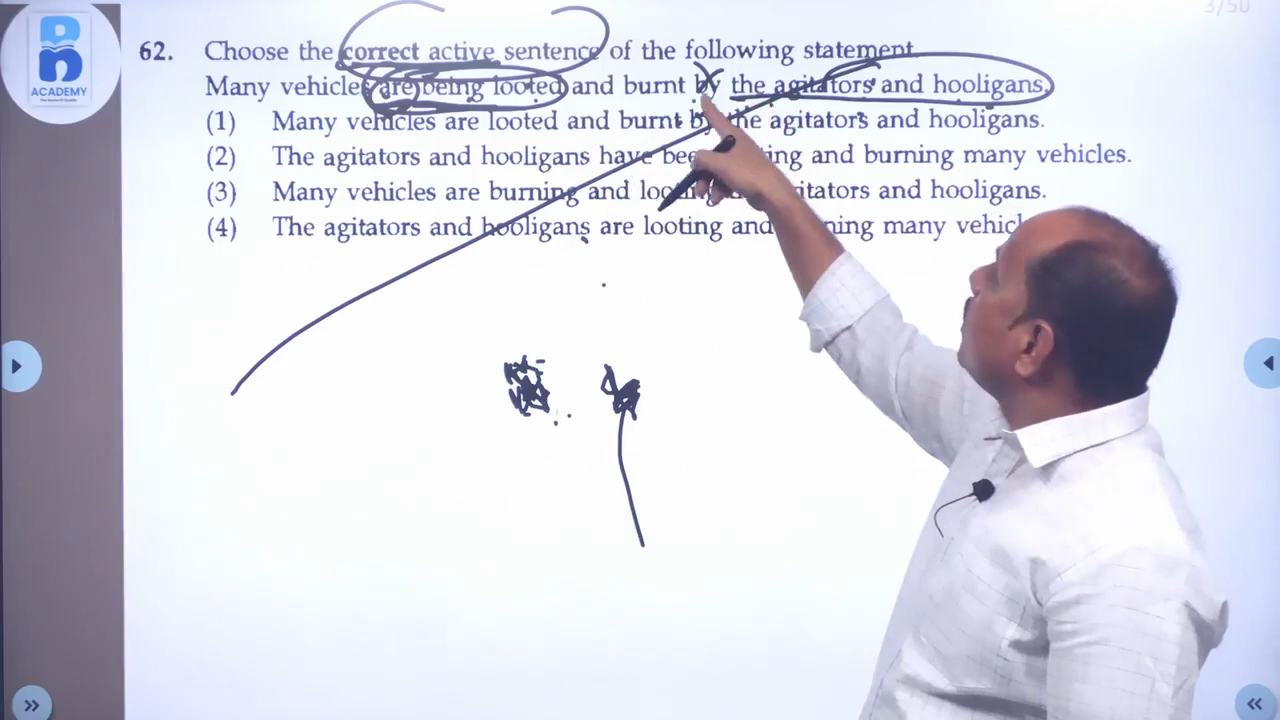 3/50
ACADEMY
62. Choose the correct active sentence of the following statement.
Many vehicles are being looted and burnt by the agitators and hooligans.
(1) Many vehicles are looted and burnt by the agitators and hooligans.
(2) The agitators and hooligans have been and burning many vehicles.
(3) Many vehicles are burning and agitators and hooligans.
(4) The agitators and hooligans are looting and many